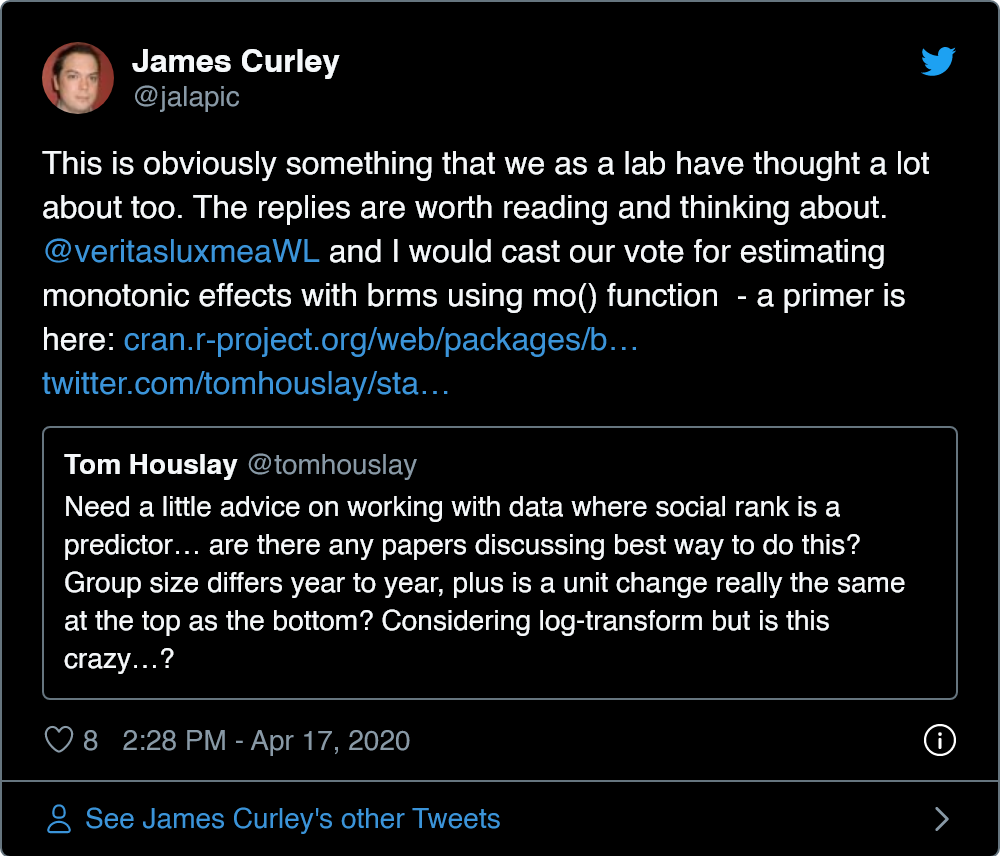 James Curley
@jalapic
This is obviously something that we as a lab have thought a lot
about too. The replies are worth reading and thinking about.
@veritasluxmeaWL and I would cast our vote for estimating
monotonic effects with brms using mo() function  - a primer is
here: cran.r-project.org/web/packages/b…
twitter.com/tomhouslay/sta…
Tom Houslay @tomhouslay
Need a little advice on working with data where social rank is a
predictor… are there any papers discussing best way to do this?
Group size differs year to year, plus is a unit change really the same
at the top as the bottom? Considering log-transform but is this
crazy…?
8 2:28 PM - Apr 17, 2020
See James Curley's other Tweets